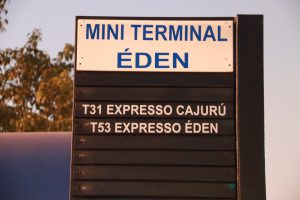 MINI TERMINAL
ÉDEN
T31 EXPRESSO CAJURÚ
T53 EXPRESSO ÉDEN